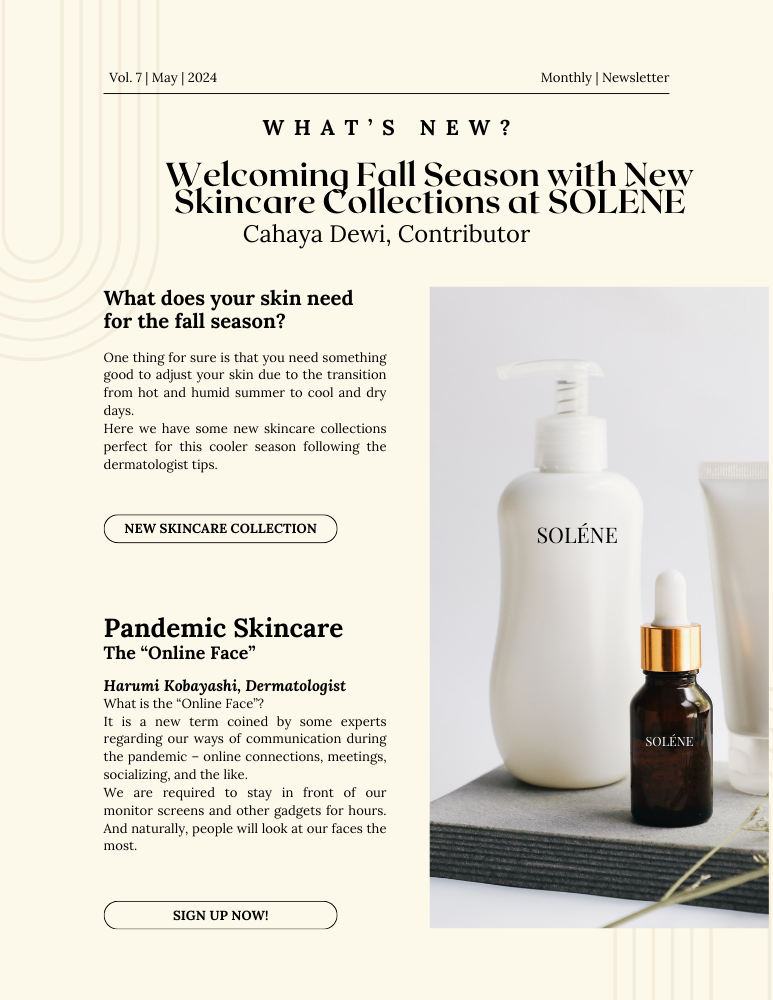 Vol. 7 | May | 2024
Monthly | Newsletter
WHAT’S NEW?
Welcoming Fall Season with New
Skincare Collections at SOLÉNE
Cahaya Dewi, Contributor
What does your skin need
for the fall season?
One thing for sure is that you need something
good to adjust your skin due to the transition
from hot and humid summer to cool and dry
days.
Here we have some new skincare collections
perfect for this cooler season following the
dermatologist tips.
NEW SKINCARE COLLECTION
Pandemic Skincare
The “Online Face”
Harumi Kobayashi, Dermatologist
What is the “Online Face”?
It is a new term coined by some experts
regarding our ways of communication during
the pandemic – online connections, meetings,
socializing, and the like.
We are required to stay in front of our
monitor screens and other gadgets for hours.
And naturally, people will look at our faces the
most.
SIGN UP NOW!
SOLÉNE
SOLÉNE